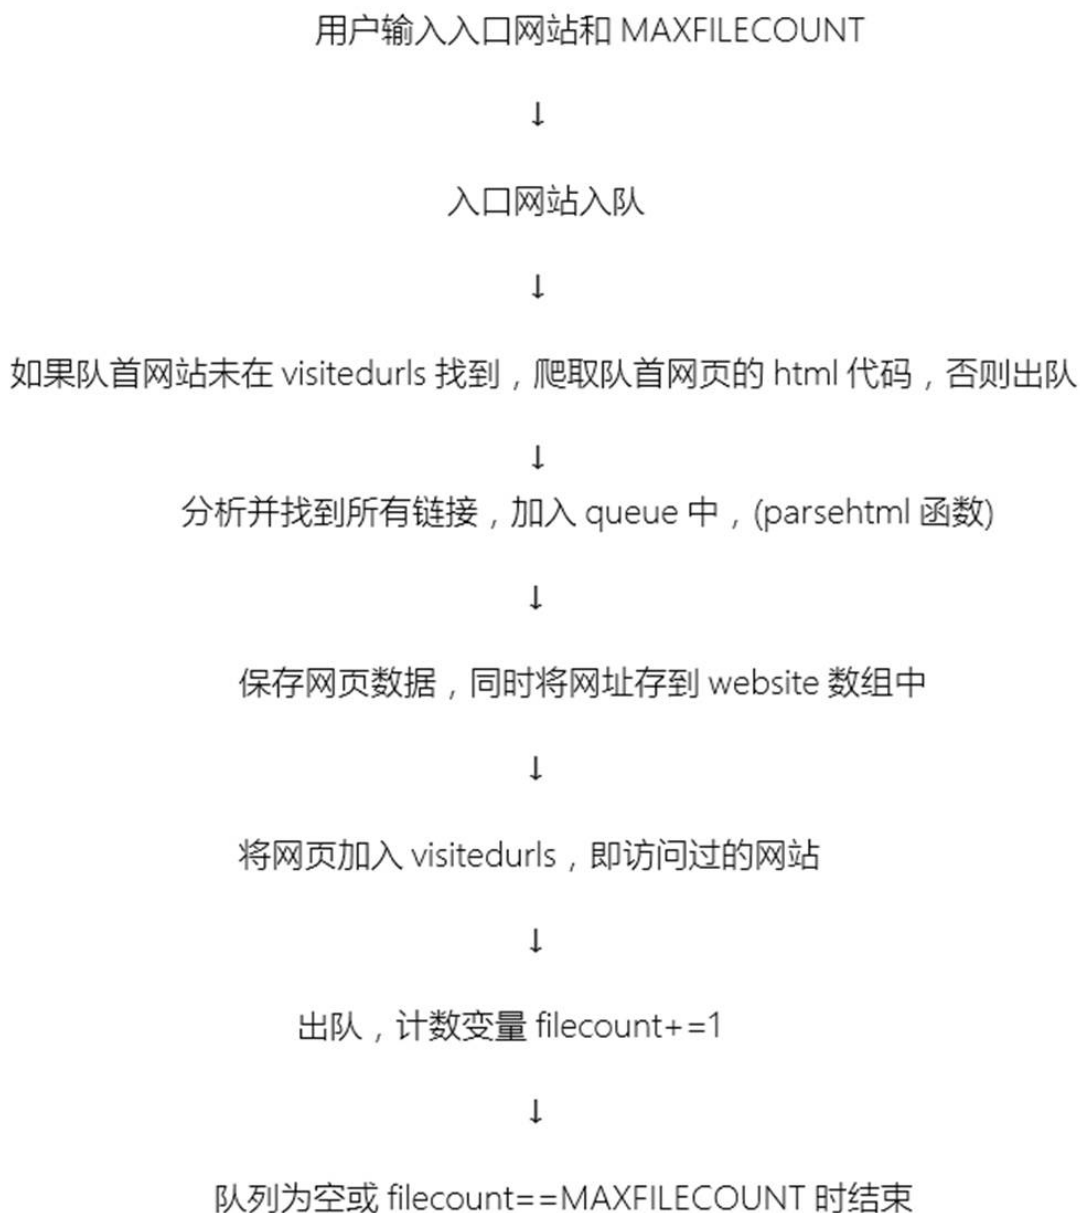 用户输入入口网站和 MAXFILECOUNT
↓
入口网站入队
↓
如果队首网站未在 visitedurls 找到，爬取队首网页的 html 代码，否则出队
↓
分析并找到所有链接，加入 queue 中，(parsehtml 函数)
↓
保存网页数据，同时将网址存到 website 数组中
↓
将网页加入 visitedurls，即访问过的网站
↓
出队，计数变量 filecount+=1
↓
队列为空或 filecount==MAXFILECOUNT 时结束